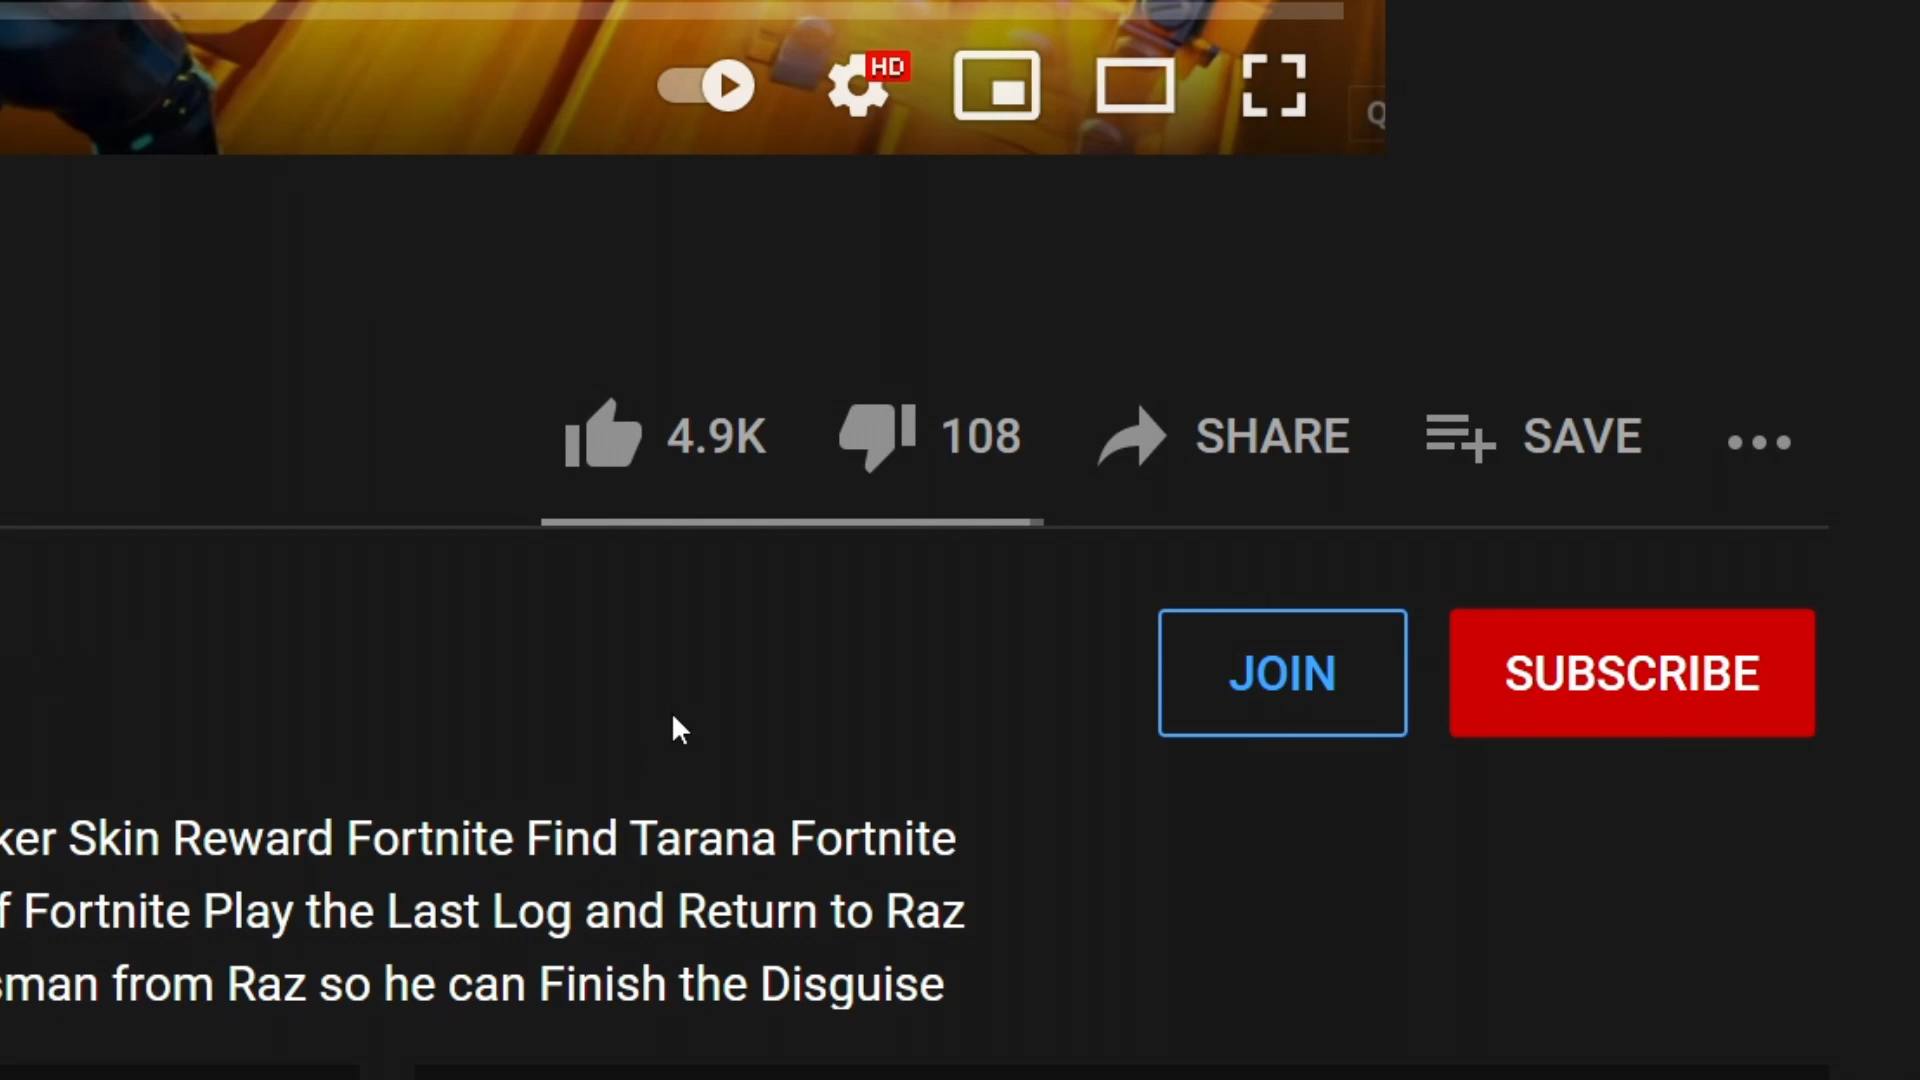 HD
Q
4.9K 108 SHARE SAVE
JOIN SUBSCRIBE
ker Skin Reward Fortnite Find Tarana Fortnite
f Fortnite Play the Last Log and Return to Raz
sman from Raz so he can Finish the Disguise